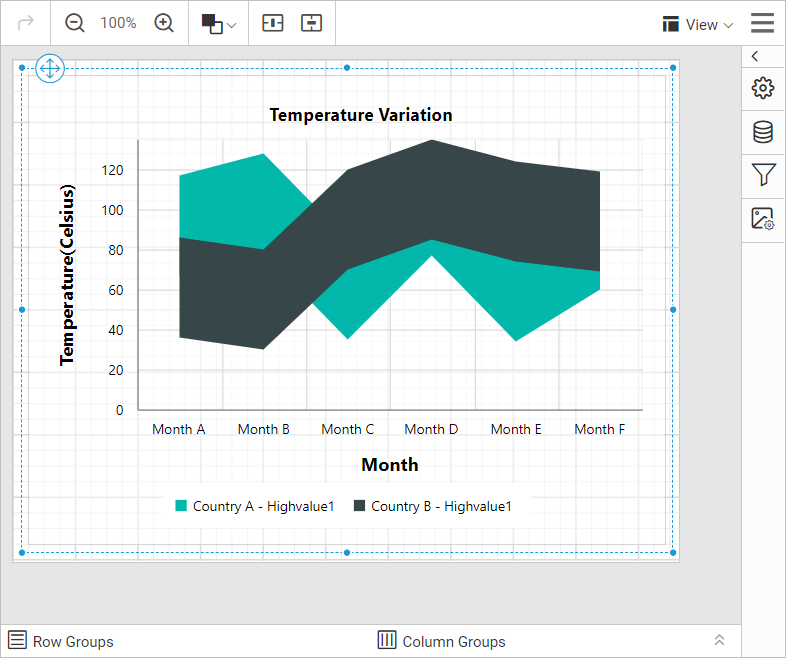 100%
View
Temperature Variation
Temperature(Celsius)
120
100
80
60
40
20
0
Month A Month B Month C Month D Month E Month F
Month
Country A - Highvalue1 Country B - Highvalue1
Row Groups Column Groups